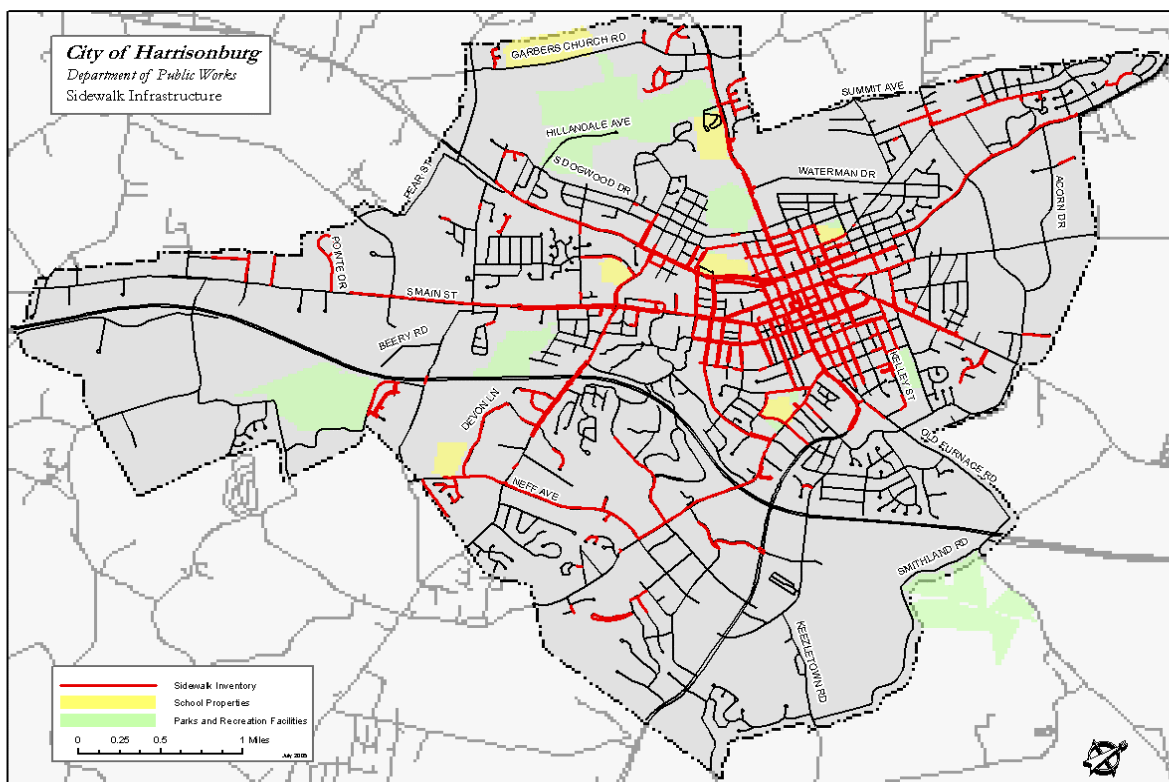 City of Harrisonburg
Department of Public Works
Sidewalk Infrastructure
GARBERS CHURCH RD
SUMMIT AVE
HILLANDALE AVE
S DOGWOOD DR
WATERMAN DR
PEAR ST
ACORN DR
POINTE DR
S MAIN ST
BEERY RD
KELLEY ST
DEVON LN
OLD FURNACE RD
NEFF AVE
SMITHLAND RD
KEEZLETOWN RD
Sidewalk Inventory
School Properties
Parks and Recreation Facilities
0 0.25 0.5 1 Miles
July 2005